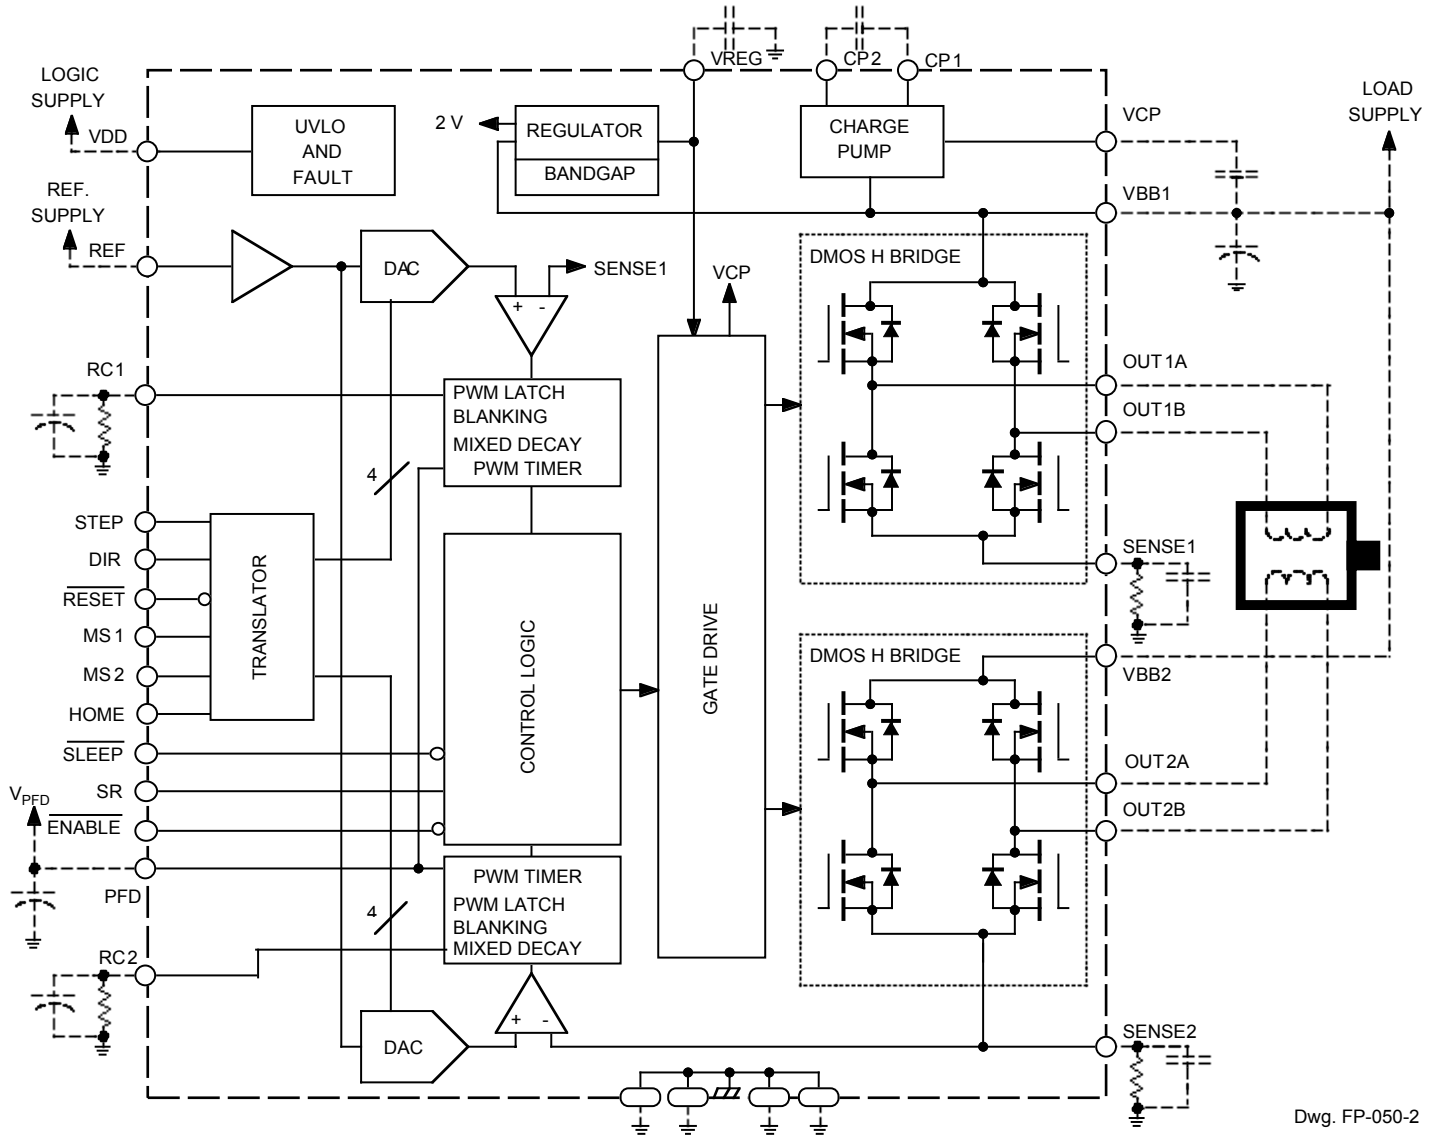 VREG
CP2
CP1
LOGIC
SUPPLY
VDD
UVLO
AND
FAULT
2 V
REGULATOR
BANDGAP
CHARGE
PUMP
VCP
LOAD
SUPPLY
VBB1
REF.
SUPPLY
REF
DAC
SENSE1
+ -
VCP
DMOS H BRIDGE
RC1
PWM LATCH
BLANKING
MIXED DECAY
PWM TIMER
4
OUT1A
OUT1B
STEP
DIR
RESET
MS1
MS2
HOME
SLEEP
SR
ENABLE
VPFD
PFD
TRANSLATOR
CONTROL LOGIC
GATE DRIVE
SENSE1
DMOS H BRIDGE
VBB2
OUT2A
OUT2B
PWM TIMER
PWM LATCH
BLANKING
MIXED DECAY
4
RC2
+ -
DAC
SENSE2
Dwg. FP-050-2